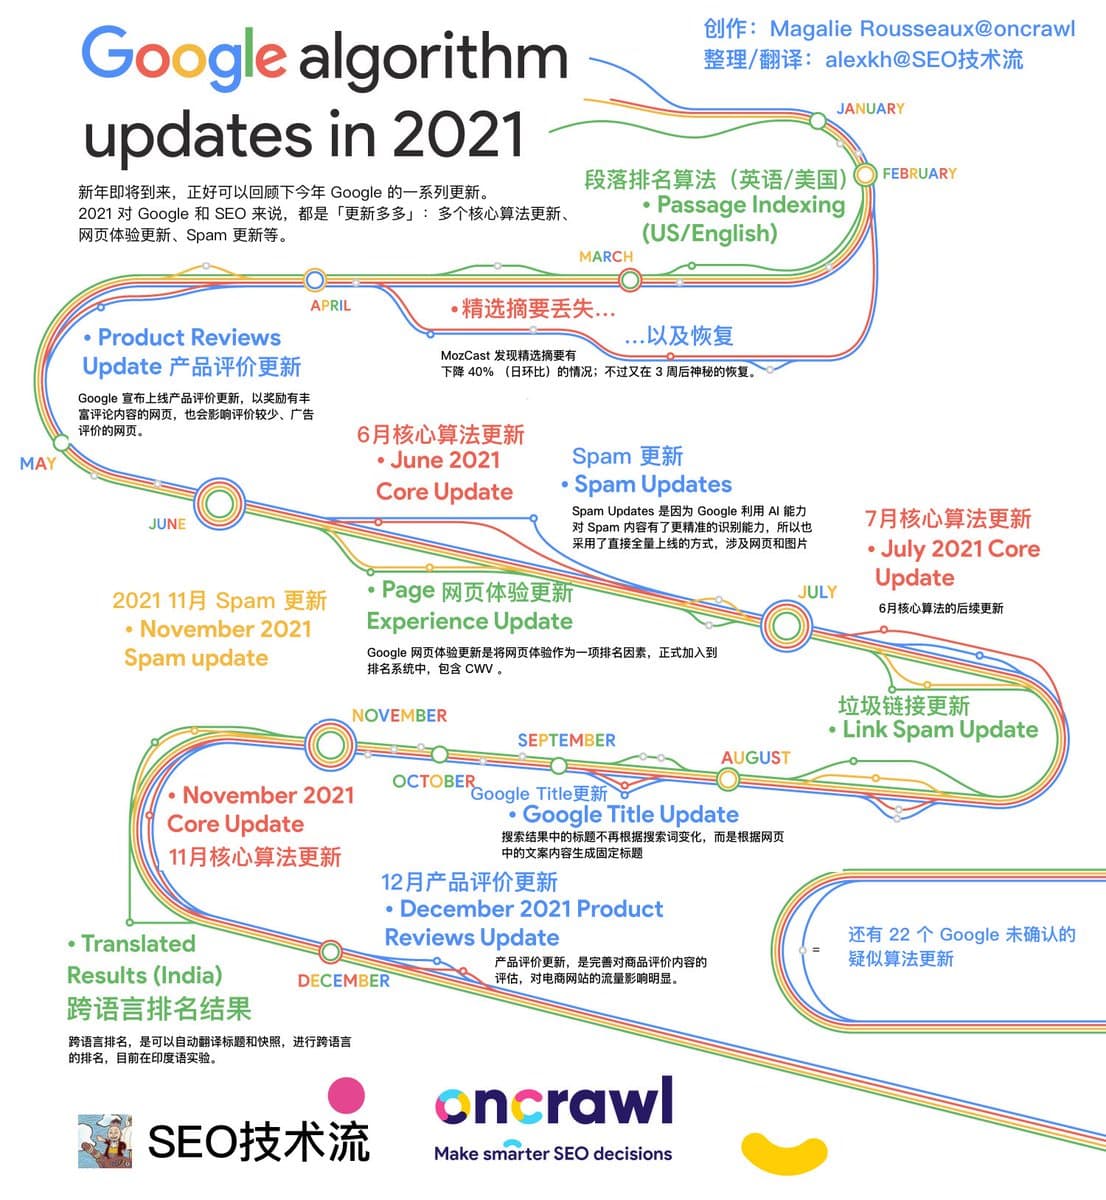 Google algorithm
updates in 2021
创作：Magalie Rousseaux@oncrawl
整理/翻译：alexkh@SEO技术流
新年即将到来，正好可以回顾下今年 Google 的一系列更新。
2021 对 Google 和 SEO 来说，都是「更新多多」：多个核心算法更新、
网页体验更新、Spam 更新等。
JANUARY
FEBRUARY
段落排名算法（英语/美国）
• Passage Indexing
(US/English)
MARCH
APRIL
•精选摘要丢失...
...以及恢复
MozCast 发现精选摘要有
下降 40% （日环比）的情况；不过又在 3 周后神秘的恢复。
• Product Reviews
Update 产品评价更新
Google 宣布上线产品评价更新，以奖励有丰
富评论内容的网页，也会影响评价较少、广告
评价的网页。
MAY
JUNE
6月核心算法更新
• June 2021
Core Update
Spam 更新
• Spam Updates
Spam Updates 是因为 Google 利用 AI 能力
对 Spam 内容有了更精准的识别能力，所以也
采用了直接全量上线的方式，涉及网页和图片
7月核心算法更新
• July 2021 Core
Update
6月核心算法的后续更新
JULY
• Page 网页体验更新
Experience Update
Google 网页体验更新是将网页体验作为一项排名因素，正式加入到
排名系统中，包含 CWV 。
2021 11月 Spam 更新
• November 2021
Spam update
垃圾链接更新
• Link Spam Update
NOVEMBER
OCTOBER
SEPTEMBER
AUGUST
Google Title更新
• Google Title Update
搜索结果中的标题不再根据搜索词变化，而是根据网页
中的文案内容生成固定标题
• November 2021
Core Update
11月核心算法更新
12月产品评价更新
• December 2021 Product
Reviews Update
产品评价更新，是完善对商品评价内容的
评估，对电商网站的流量影响明显。
DECEMBER
• Translated
Results (India)
跨语言排名结果
跨语言排名，是可以自动翻译标题和快照，进行跨语言
的排名，目前在印度语实验。
=
还有 22 个 Google 未确认的
疑似算法更新
SEO技术流
oncrawl
Make smarter SEO decisions